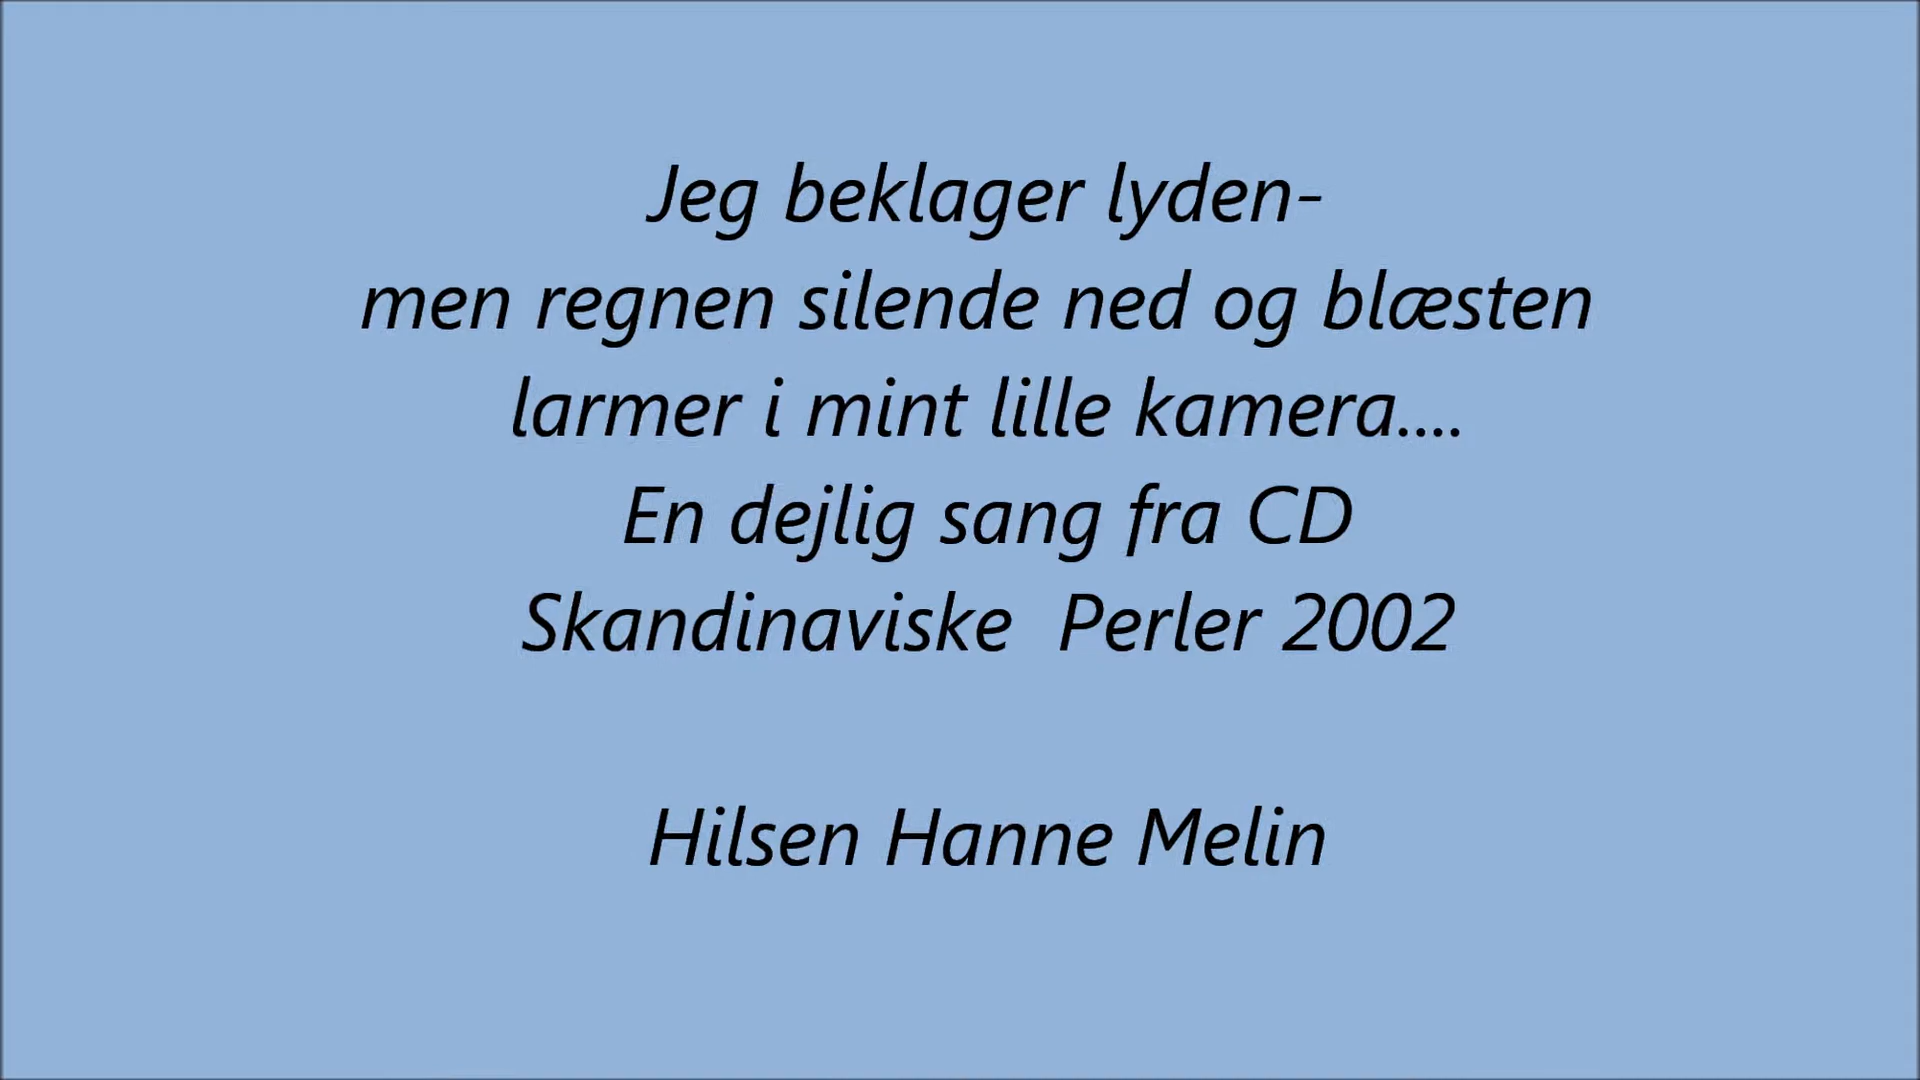 Jeg beklager lyden-
men regnen silende ned og blæsten
larmer i mint lille kamera....
En dejlig sang fra CD
Skandinaviske  Perler 2002
Hilsen Hanne Melin